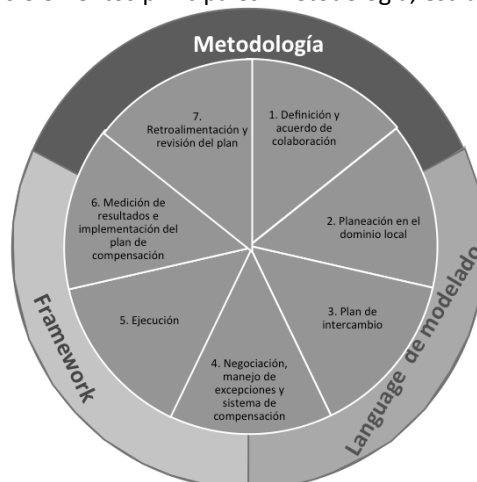 Metodología
1. Definición y
acuerdo de
colaboración
2. Planeación en el
dominio local
3. Plan de
intercambio
4. Negociación,
manejo de
excepciones y
sistema de
compensación
5. Ejecución
6. Medición de
resultados e
implementación del
plan de
compensación
7.
Retroalimentación y
revisión del plan
Framework
Language de modelado